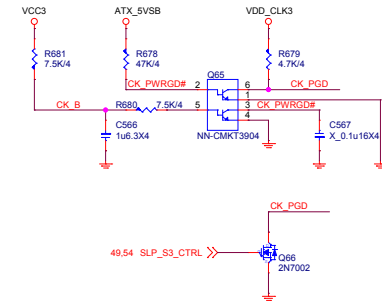 VCC3 ATX_5VSB VDD_CLK3
R681
7.5K/4
R678
47K/4
R679
4.7K/4
Q65
CK_PWRGD# 2 6 CK_PGD
1
CK_B R680 7.5K/4 5 3 CK_PWRGD#
4
C566
1u6.3X4
NN-CMKT3904
C567
X_0.1u16X4
CK_PGD
49,54 SLP_S3_CTRL
Q66
2N7002